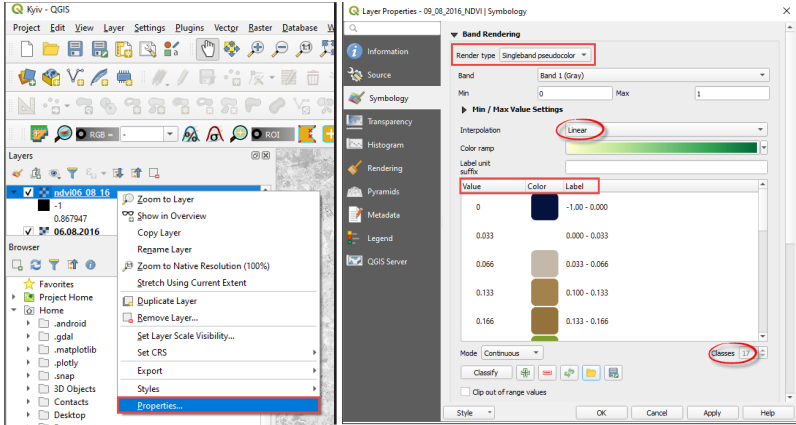 Kyiv - QGIS
Project Edit View Layer Settings Plugins Vector Raster Database
RGB = -
ROI
Layers
ndvi06_08_16
-1
0.867947
06.08.2016
Browser
Favorites
Project Home
Home
.android
.gdal
.matplotlib
.plotly
.snap
3D Objects
Contacts
Desktop
Zoom to Layer
Show in Overview
Copy Layer
Rename Layer
Zoom to Native Resolution (100%)
Stretch Using Current Extent
Duplicate Layer
Remove Layer...
Set Layer Scale Visibility...
Set CRS
Export
Styles
Properties...
Layer Properties - 09_08_2016_NDVI | Symbology
Information
Source
Symbology
Transparency
Histogram
Rendering
Pyramids
Metadata
Legend
QGIS Server
Band Rendering
Render type Singleband pseudocolor
Band Band 1 (Gray)
Min 0 Max 1
Min / Max Value Settings
Interpolation Linear
Color ramp
Label unit
suffix
Value Color Label
0 -1.00 - 0.000
0.033 0.000 - 0.033
0.066 0.033 - 0.066
0.133 0.100 - 0.133
0.166 0.133 - 0.166
Mode Continuous Classes 17
Classify
Clip out of range values
Style OK Cancel Apply Help